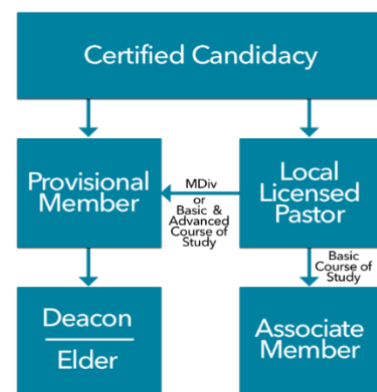 Certified Candidacy
Provisional
Member
MDiv
or
Basic &
Advanced
Course of
Study
Local
Licensed
Pastor
Basic
Course of
Study
Deacon
Elder
Associate
Member